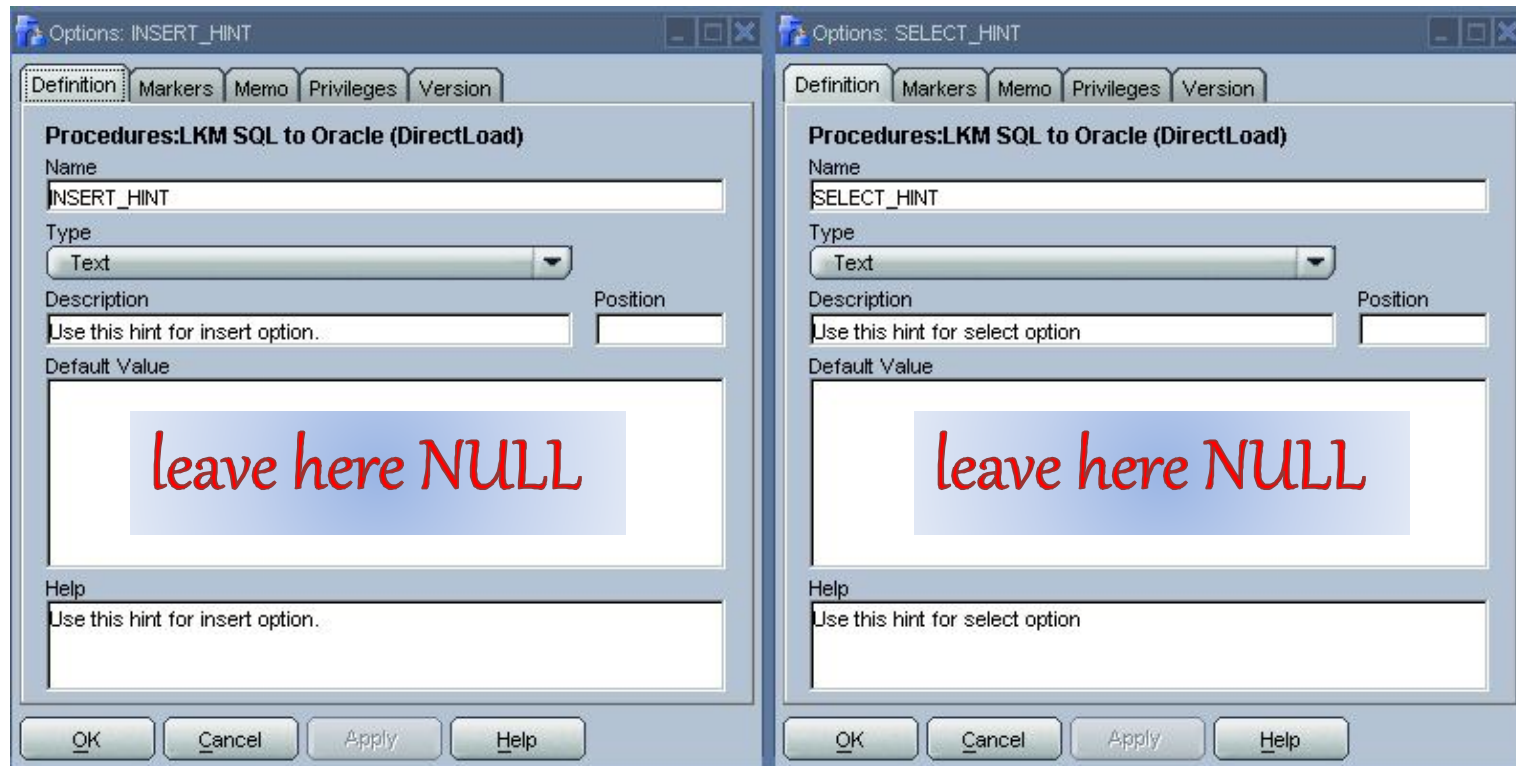 Options: INSERT_HINT
Definition Markers Memo Privileges Version
Procedures:LKM SQL to Oracle (DirectLoad)
Name
INSERT_HINT
Type
Text
Description Position
Use this hint for insert option.
Default Value
leave here NULL
Help
Use this hint for insert option.
OK Cancel Apply Help
Options: SELECT_HINT
Definition Markers Memo Privileges Version
Procedures:LKM SQL to Oracle (DirectLoad)
Name
SELECT_HINT
Type
Text
Description Position
Use this hint for select option
Default Value
leave here NULL
Help
Use this hint for select option
OK Cancel Apply Help